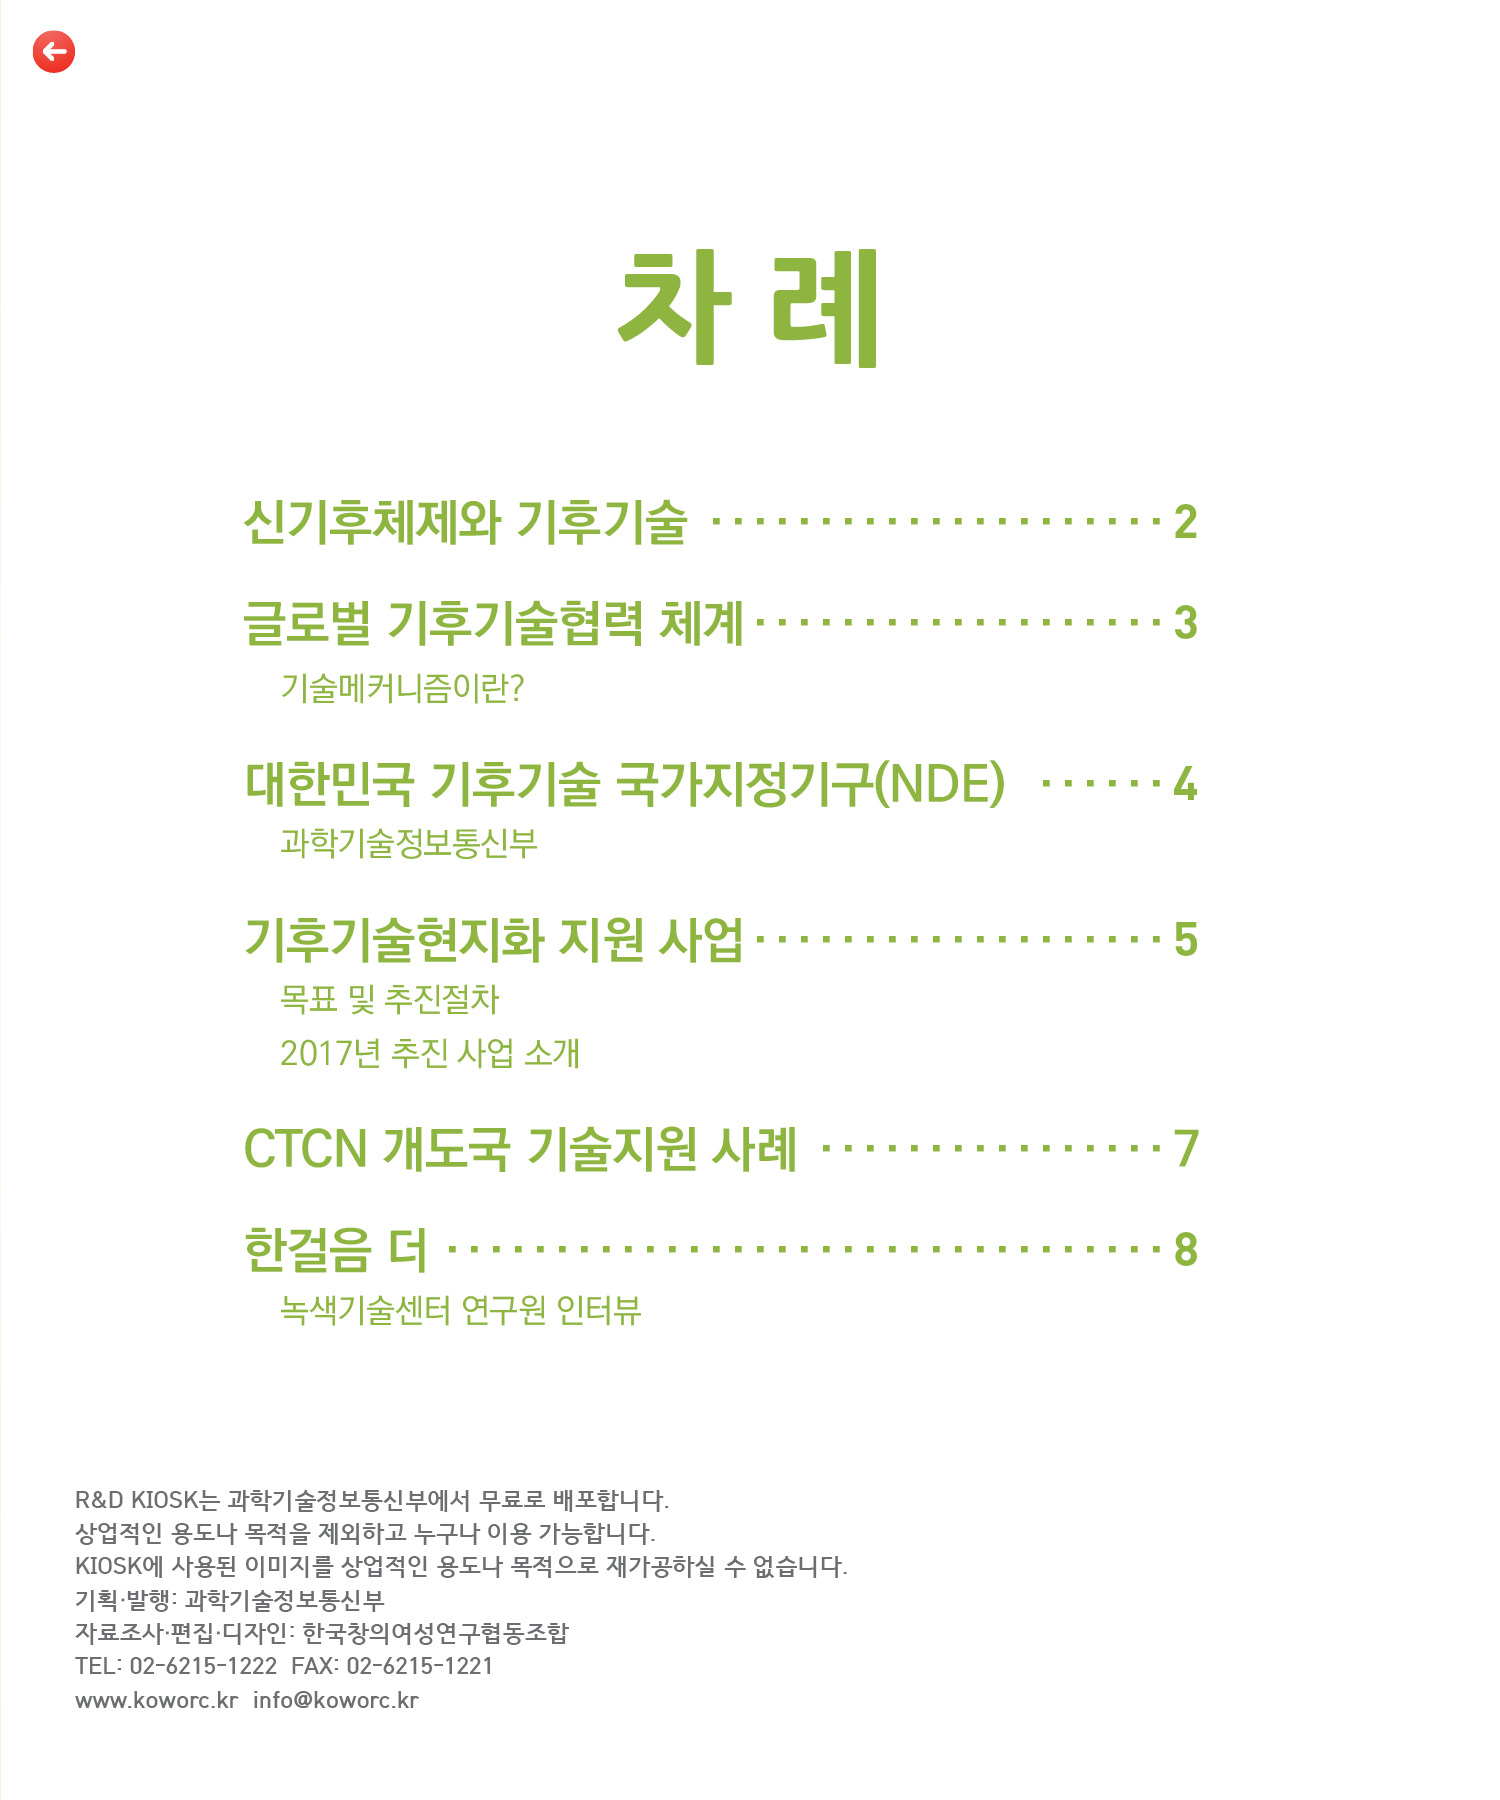 차 례
신기후체제와 기후기술 ····················· 2
글로벌 기후기술협력 체계 ··················· 3
기술메커니즘이란?
대한민국 기후기술 국가지정기구(NDE) ······ 4
과학기술정보통신부
기후기술현지화 지원 사업 ··················· 5
목표 및 추진절차
2017년 추진 사업 소개
CTCN 개도국 기술지원 사례 ················ 7
한걸음 더 ································· 8
녹색기술센터 연구원 인터뷰
R&D KIOSK는 과학기술정보통신부에서 무료로 배포합니다.
상업적인 용도나 목적을 제외하고 누구나 이용 가능합니다.
KIOSK에 사용된 이미지를 상업적인 용도나 목적으로 재가공하실 수 없습니다.
기획·발행: 과학기술정보통신부
자료조사·편집·디자인: 한국창의여성연구협동조합
TEL: 02-6215-1222 FAX: 02-6215-1221
www.koworc.kr info@koworc.kr